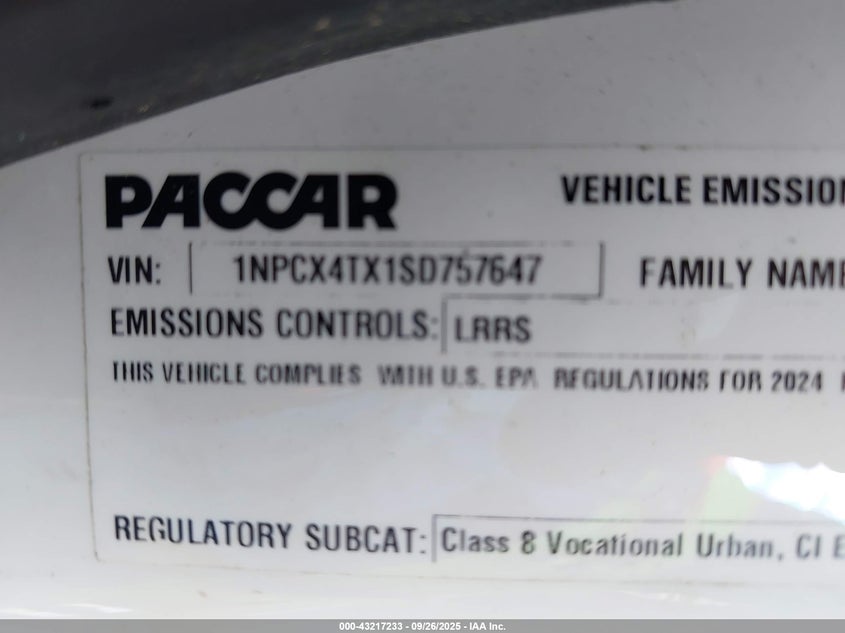 PACCAR VEHICLE EMISSION
VIN: 1NPCX4TX1SD757647 FAMILY NAME
EMISSIONS CONTROLS: LRRS
THIS VEHICLE COMPLIES WITH U.S. EPA REGULATIONS FOR 2024
REGULATORY SUBCAT: Class 8 Vocational Urban, CI E
000-43217233 - 09/26/2025 - IAA Inc.